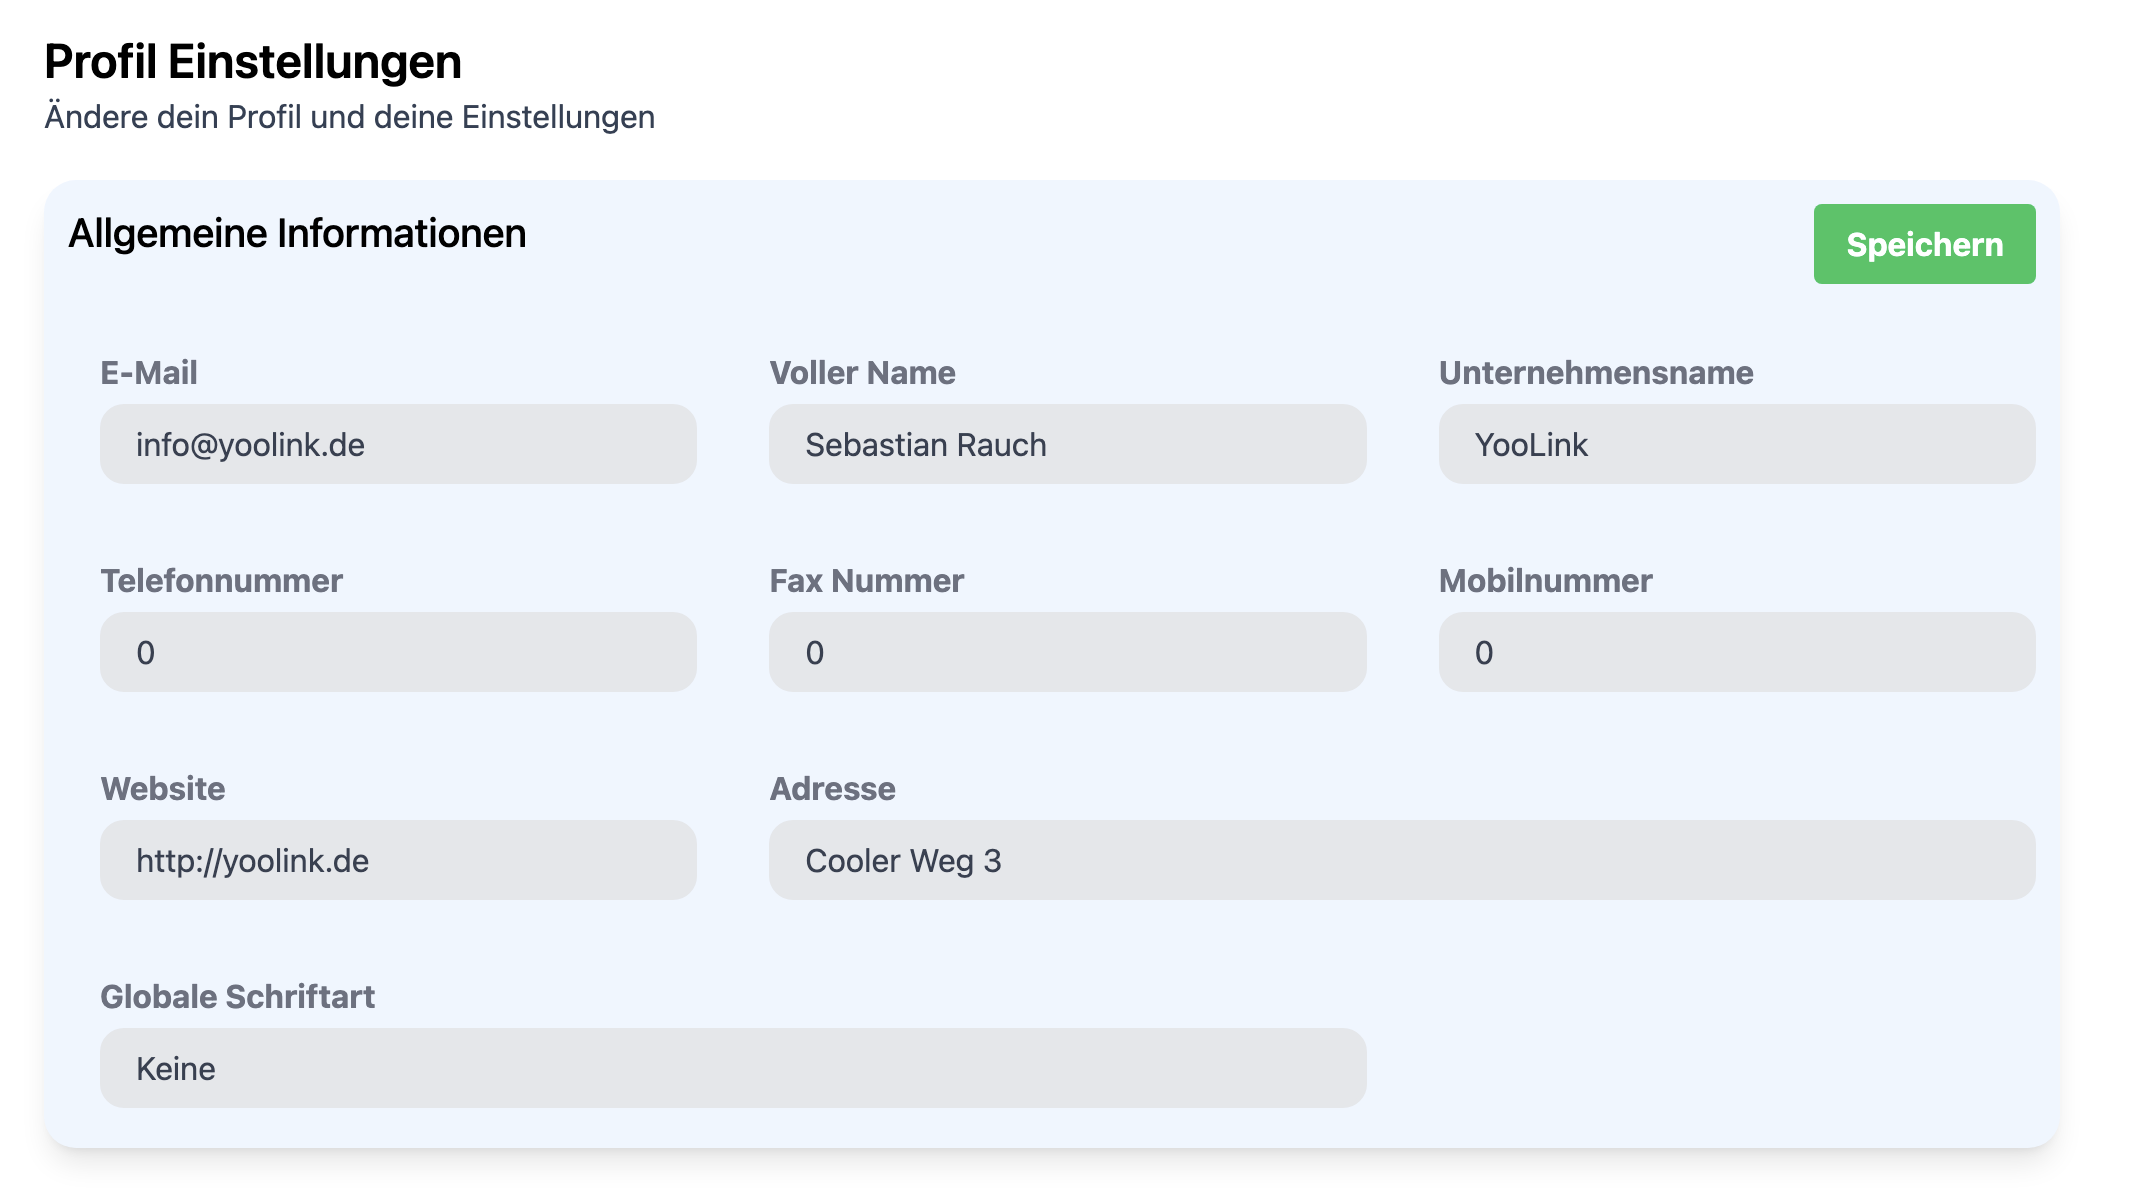 Profil Einstellungen
Ändere dein Profil und deine Einstellungen
Allgemeine Informationen
Speichern
E-Mail
Voller Name
Unternehmensname
info@yoolink.de
Sebastian Rauch
YooLink
Telefonnummer
Fax Nummer
Mobilnummer
0
0
0
Website
Adresse
http://yoolink.de
Cooler Weg 3
Globale Schriftart
Keine